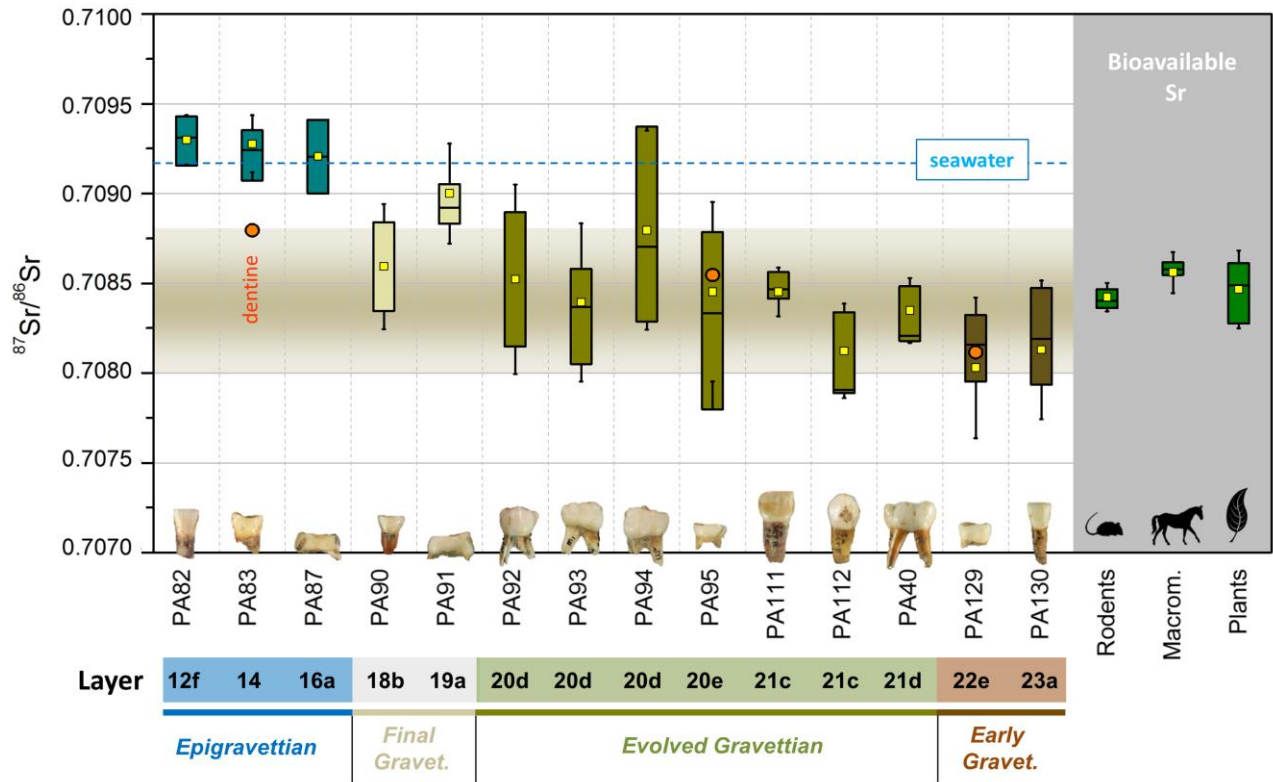 0.7100
0.7095
0.7090
0.7085
0.7080
0.7075
0.7070
⁸⁷Sr/⁸⁶Sr
Bioavailable
Sr
seawater
dentine
PA82
PA83
PA87
PA90
PA91
PA92
PA93
PA94
PA95
PA111
PA112
PA40
PA129
PA130
Rodents
Macrom.
Plants
Layer 12f 14 16a 18b 19a 20d 20d 20d 20e 21c 21c 21d 22e 23a
Epigravettian
Final
Gravet.
Evolved Gravettian
Early
Gravet.